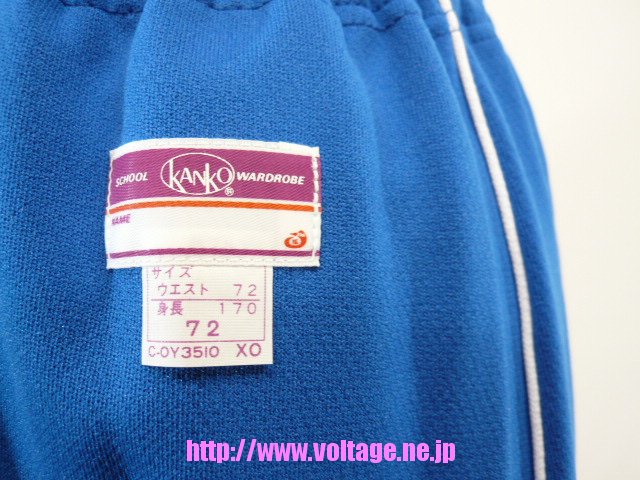 SCHOOL KANKO® WARDROBE
NAME
サイズ
ウエスト 72
身長 170
72
C-OY3510 XO
http://www.voltage.ne.jp